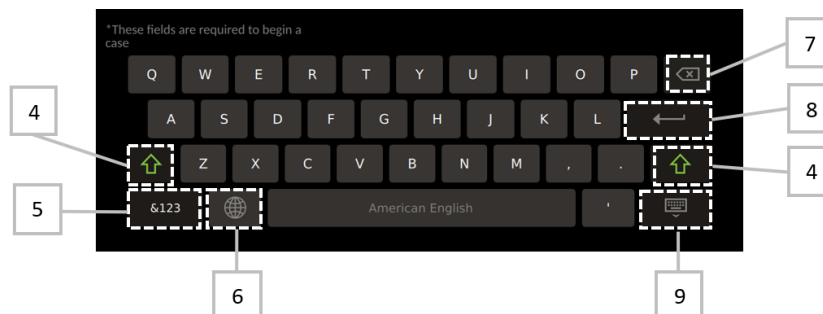 *These fields are required to begin a
case
7
Q W E R T Y U I O P
4
A S D F G H J K L
8
Z X C V B N M , .
4
5
&123
American English
'
6
9